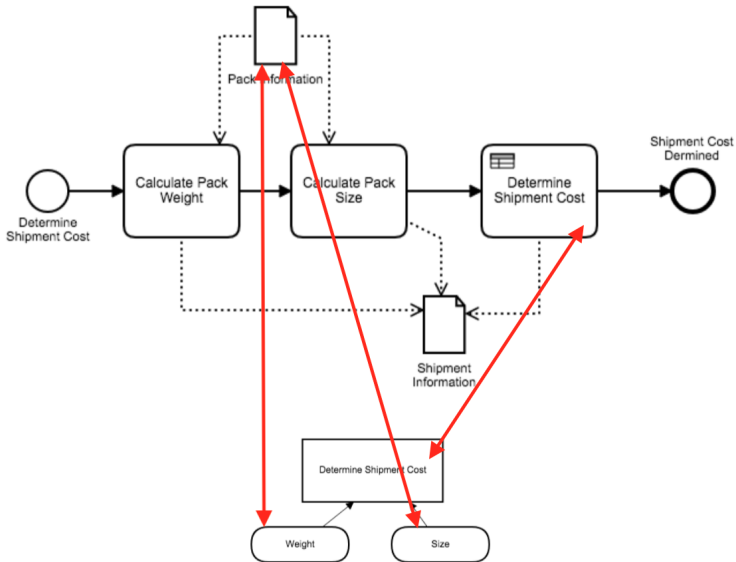 Pack Information
Shipment Cost
Dermined
Calculate Pack
Weight
Calculate Pack
Size
Determine
Shipment Cost
Determine
Shipment Cost
Shipment
Information
Determine Shipment Cost
Weight
Size